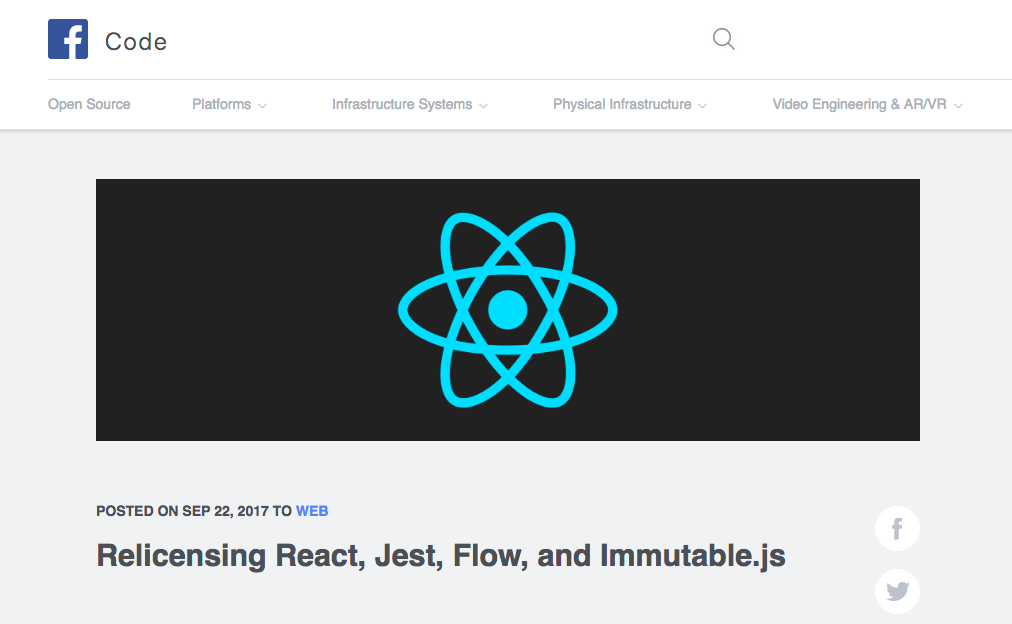 Code
Open Source Platforms Infrastructure Systems Physical Infrastructure Video Engineering & AR/VR
POSTED ON SEP 22, 2017 TO WEB
Relicensing React, Jest, Flow, and Immutable.js